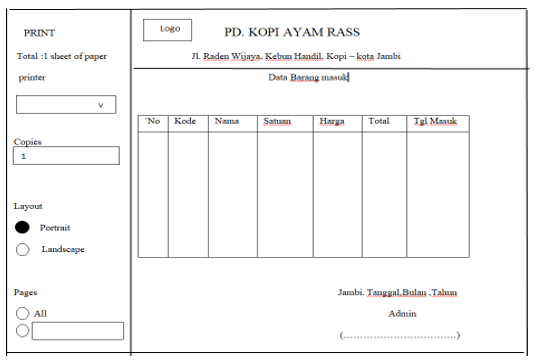 PRINT
Total :1 sheet of paper
printer
v
Copies
1
Layout
Portrait
Landscape
Pages
All
Logo
PD. KOPI AYAM RASS
Jl. Raden Wijaya, Kebun Handil, Kopi – kota Jambi
Data Barang masuk
No Kode Nama Satuan Harga Total Tgl Masuk
Jambi. Tanggal,Bulan ,Tahun
Admin
(....................................)